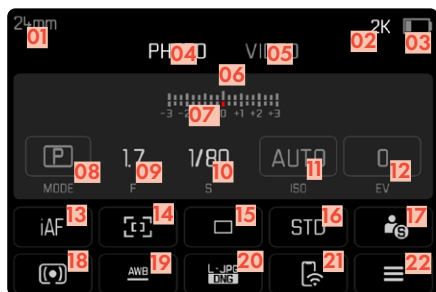 24mm 2K
01 02 03
PHOTO VIDEO
04 05
06
07
-3 -2 -1 0 +1 +2 +3
P 1.7 1/80 AUTO 0
08 09 10 11 12
MODE F S ISO EV
13 14 15 16 17
iAF STD S
18 19 20 21 22
AWB L-JPG
DNG